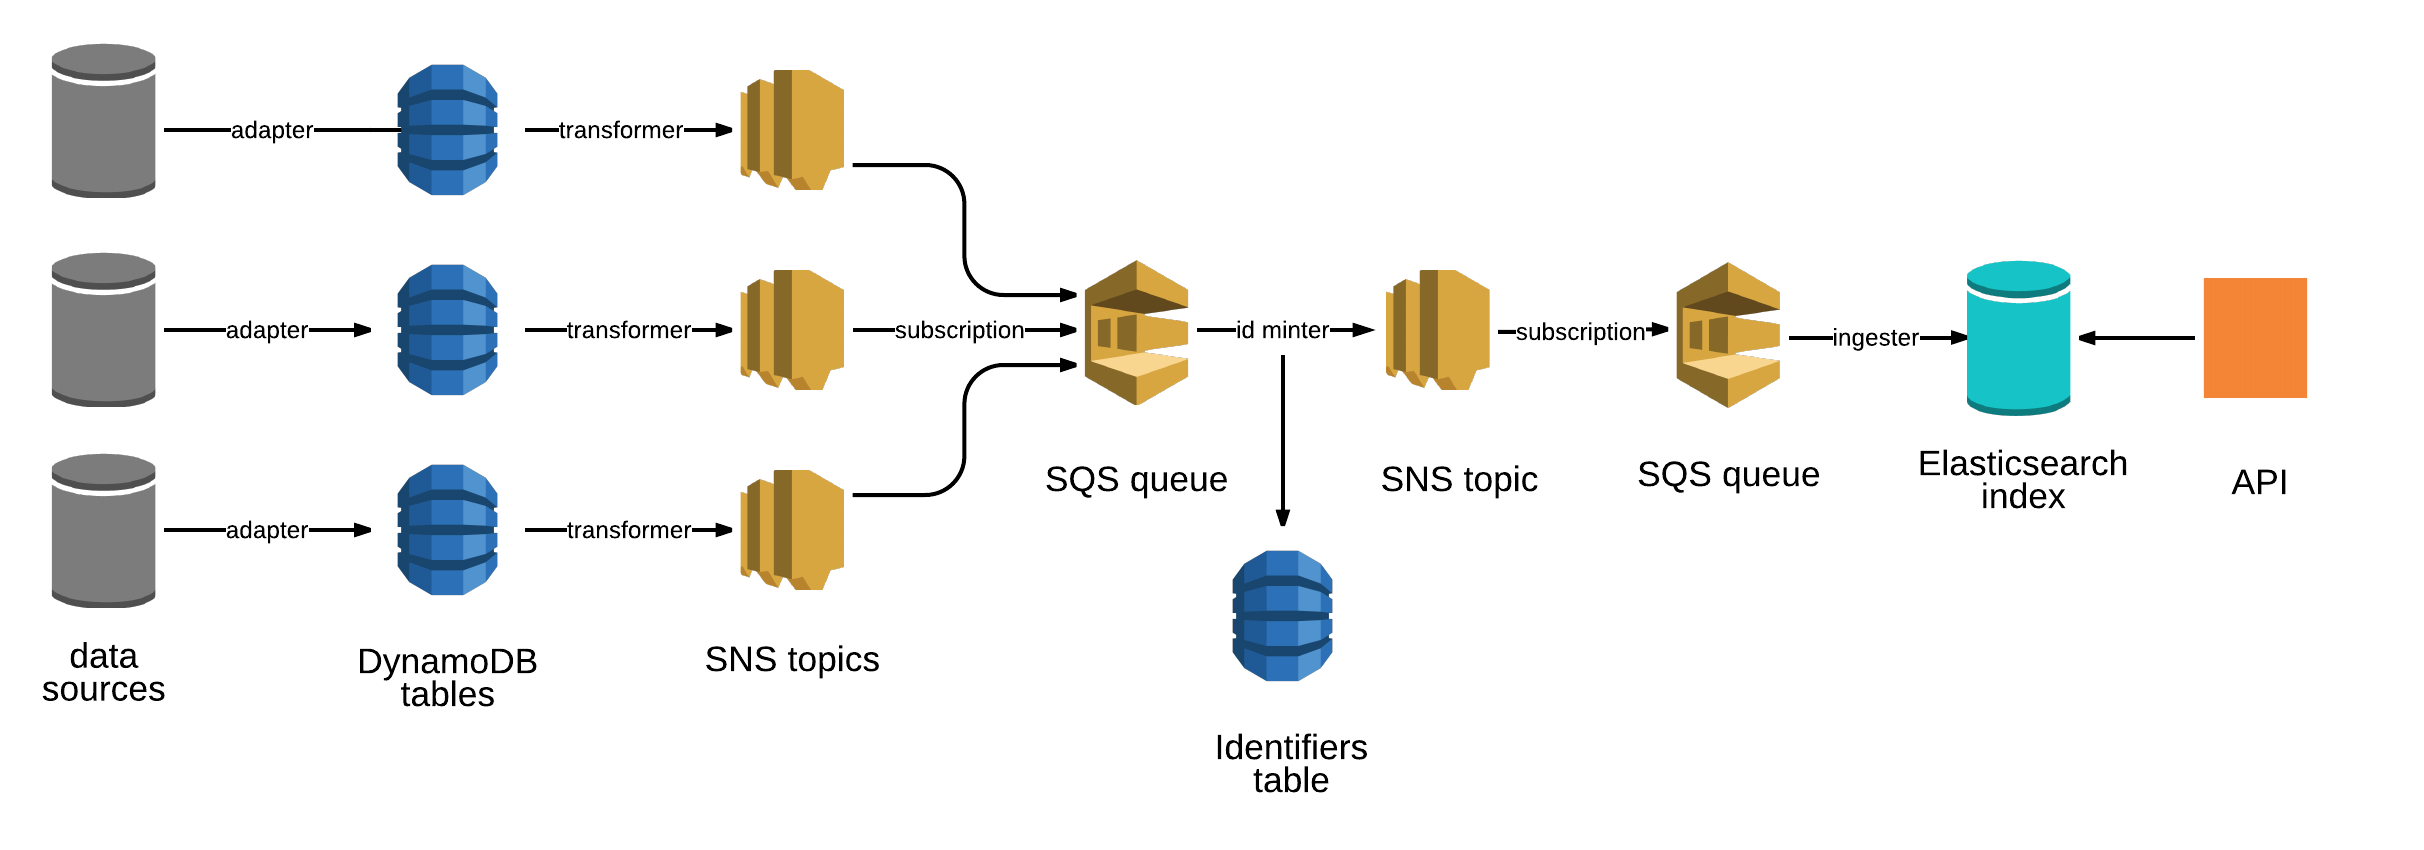 adapter
transformer
adapter
transformer
subscription
id minter
subscription
ingester
adapter
transformer
SQS queue
SNS topic
SQS queue
Elasticsearch
index
API
data
sources
DynamoDB
tables
SNS topics
Identifiers
table